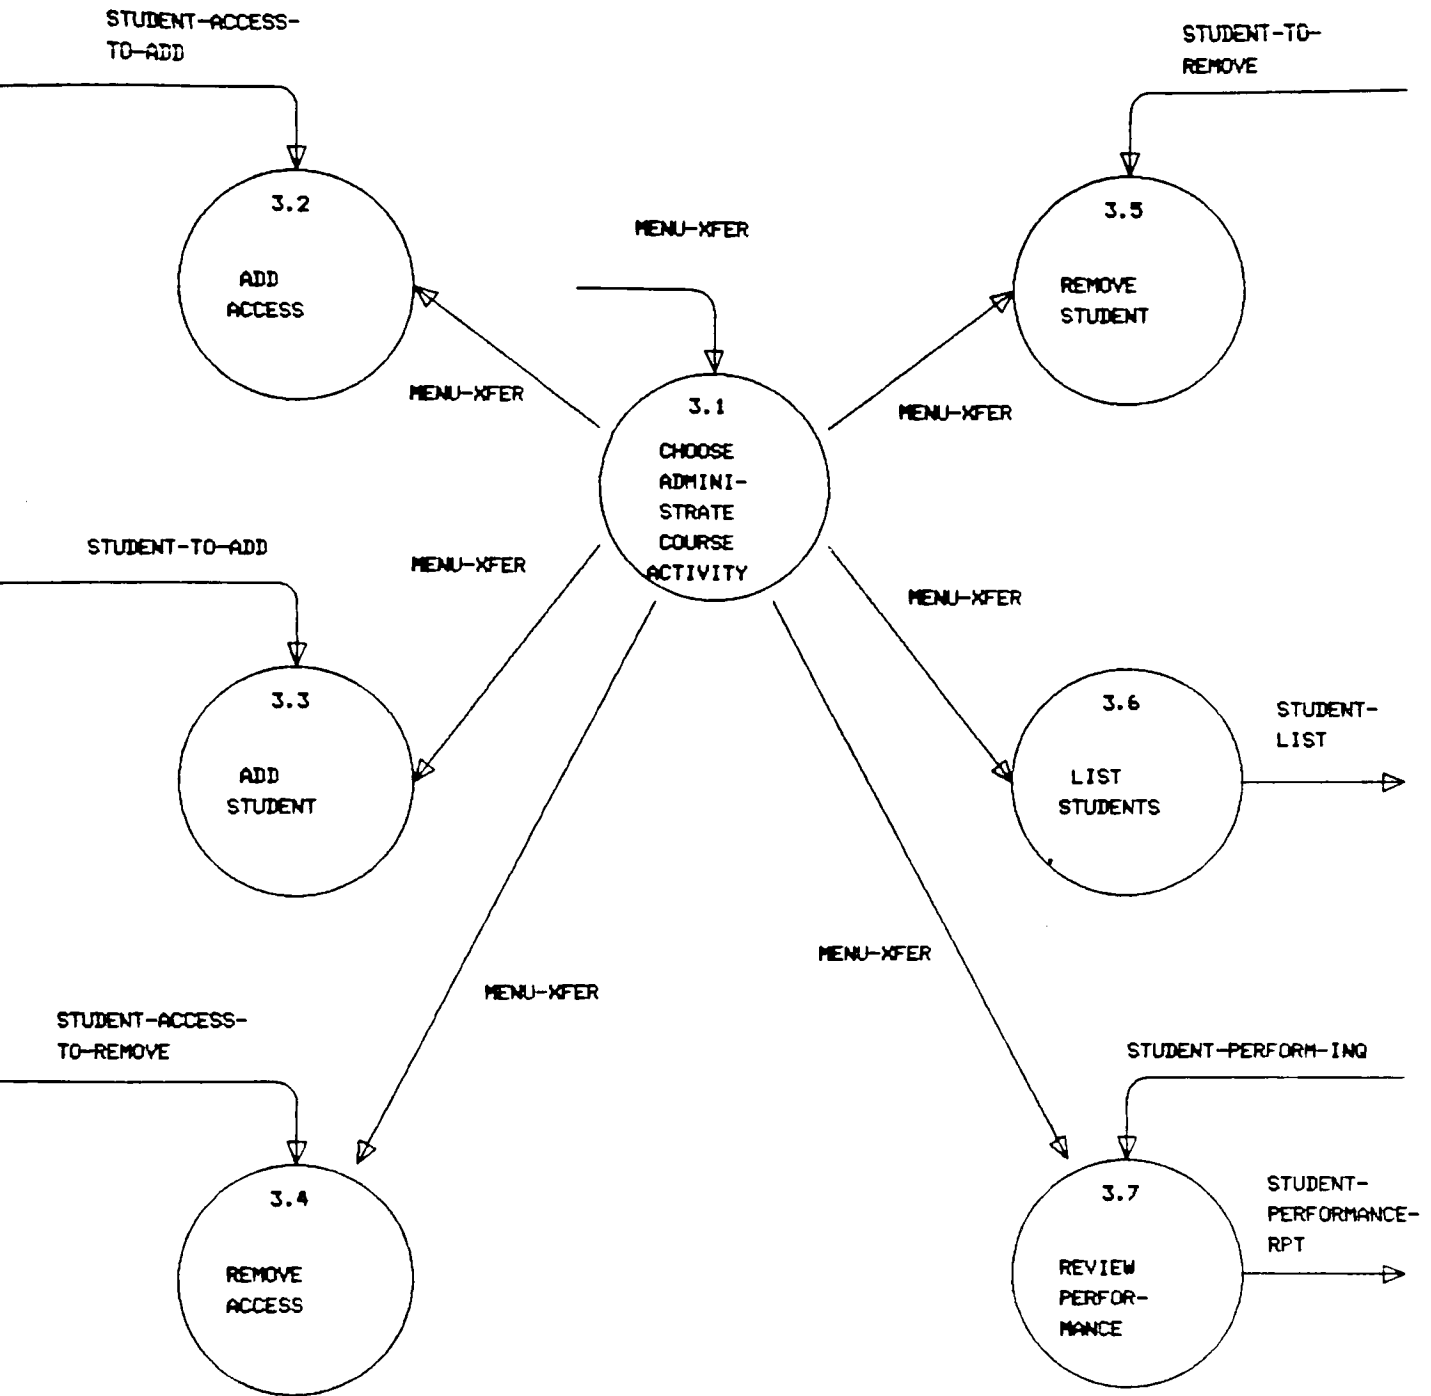 STUDENT-ACCESS-
TO-ADD
STUDENT-TO-
REMOVE
3.2
ADD
ACCESS
MENU-XFER
3.5
REMOVE
STUDENT
MENU-XFER
3.1
CHOOSE
ADMINI-
STRATE
COURSE
ACTIVITY
MENU-XFER
STUDENT-TO-ADD
MENU-XFER
MENU-XFER
3.3
ADD
STUDENT
3.6
LIST
STUDENTS
STUDENT-
LIST
MENU-XFER
MENU-XFER
STUDENT-ACCESS-
TO-REMOVE
STUDENT-PERFORM-INQ
3.4
REMOVE
ACCESS
3.7
REVIEW
PERFOR-
MANCE
STUDENT-
PERFORMANCE-
RPT